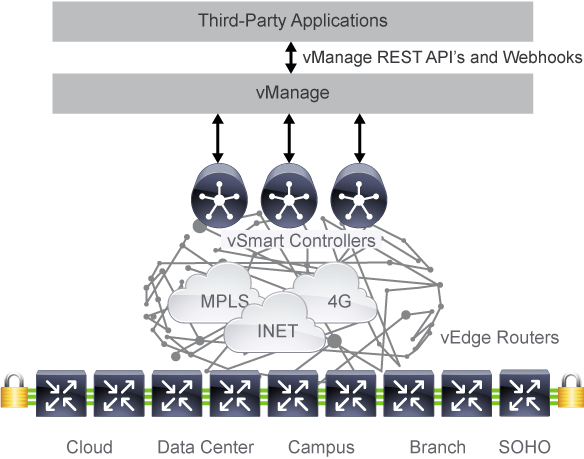 Third-Party Applications
vManage REST API's and Webhooks
vManage
vSmart Controllers
MPLS
4G
INET
vEdge Routers
Cloud
Data Center
Campus
Branch
SOHO